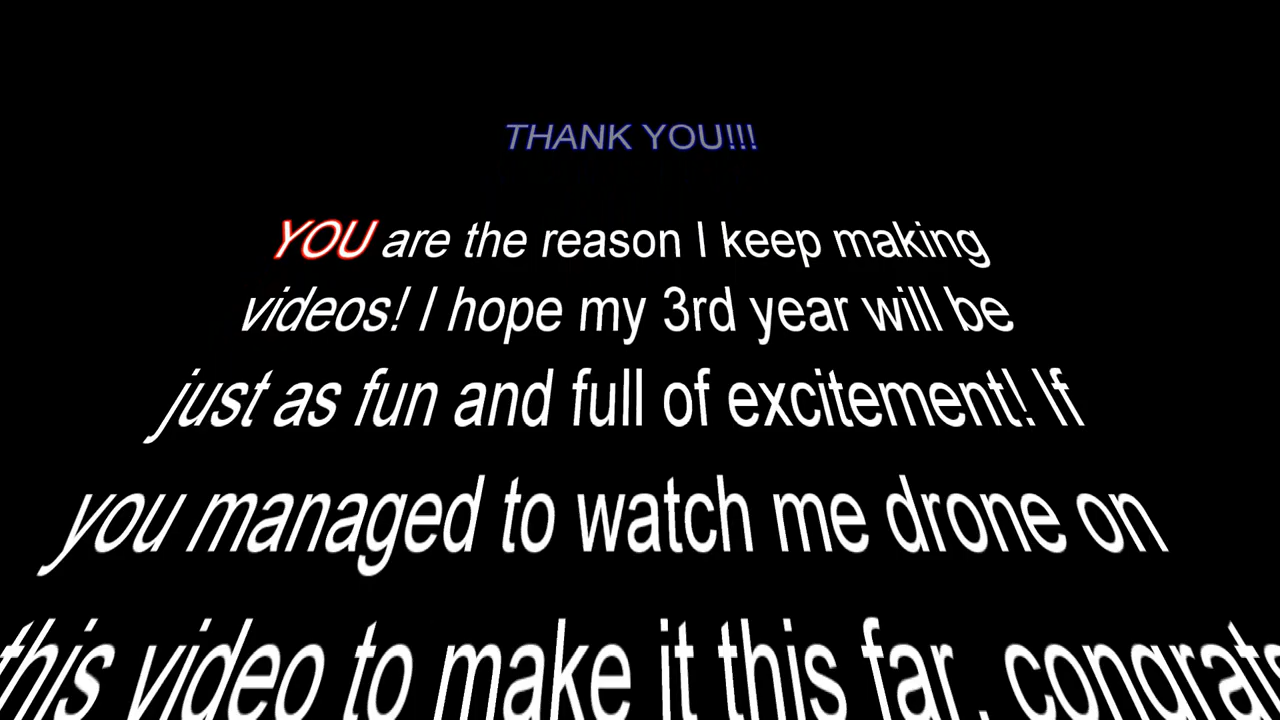 THANK YOU!!!
YOU are the reason I keep making
videos! I hope my 3rd year will be
just as fun and full of excitement! If
you managed to watch me drone on
this video to make it this far, congrats